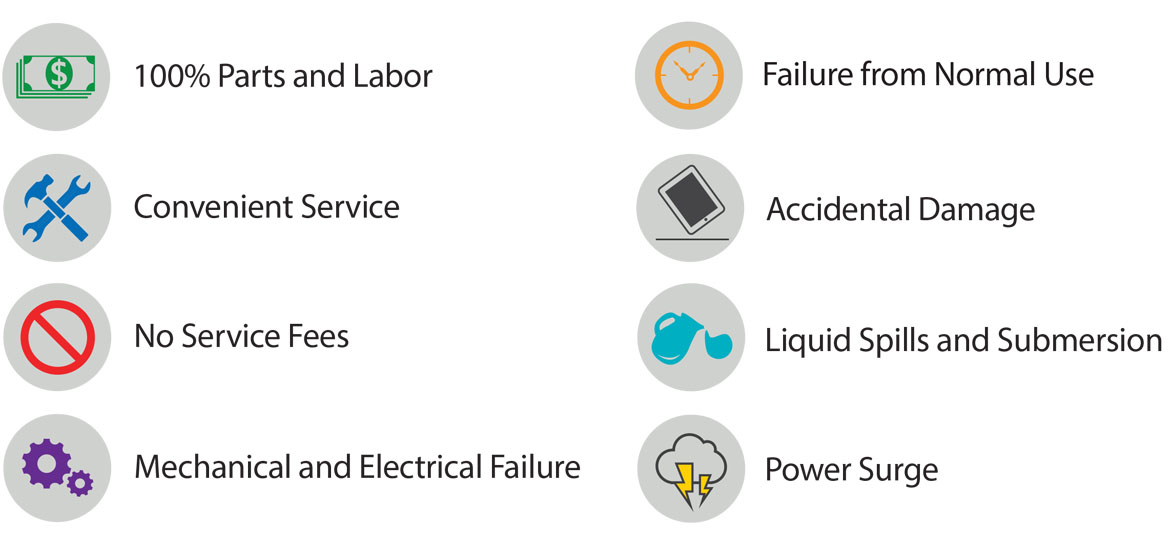 100% Parts and Labor
Convenient Service
No Service Fees
Mechanical and Electrical Failure
Failure from Normal Use
Accidental Damage
Liquid Spills and Submersion
Power Surge